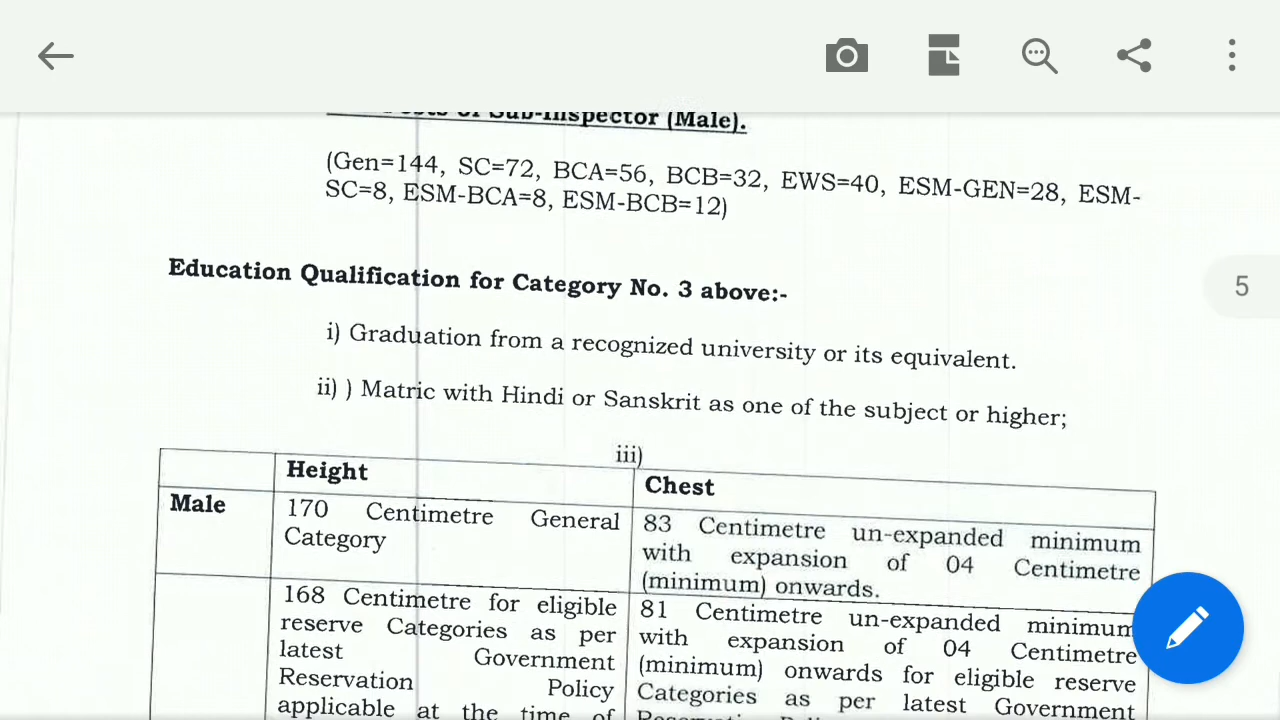 Sub-Inspector (Male).
(Gen=144, SC=72, BCA=56, BCB=32, EWS=40, ESM-GEN=28, ESM-
SC=8, ESM-BCA=8, ESM-BCB=12)
5
Education Qualification for Category No. 3 above:-
i) Graduation from a recognized university or its equivalent.
ii) ) Matric with Hindi or Sanskrit as one of the subject or higher;
iii)
Height
Chest
Male
170 Centimetre General
Category
83 Centimetre un-expanded minimum
with expansion of 04 Centimetre
(minimum) onwards.
168 Centimetre for eligible
reserve Categories as per
latest Government
Reservation Policy
applicable at the time of
81 Centimetre un-expanded minimum
with expansion of 04 Centimetre
(minimum) onwards for eligible reserve
Categories as per latest Government